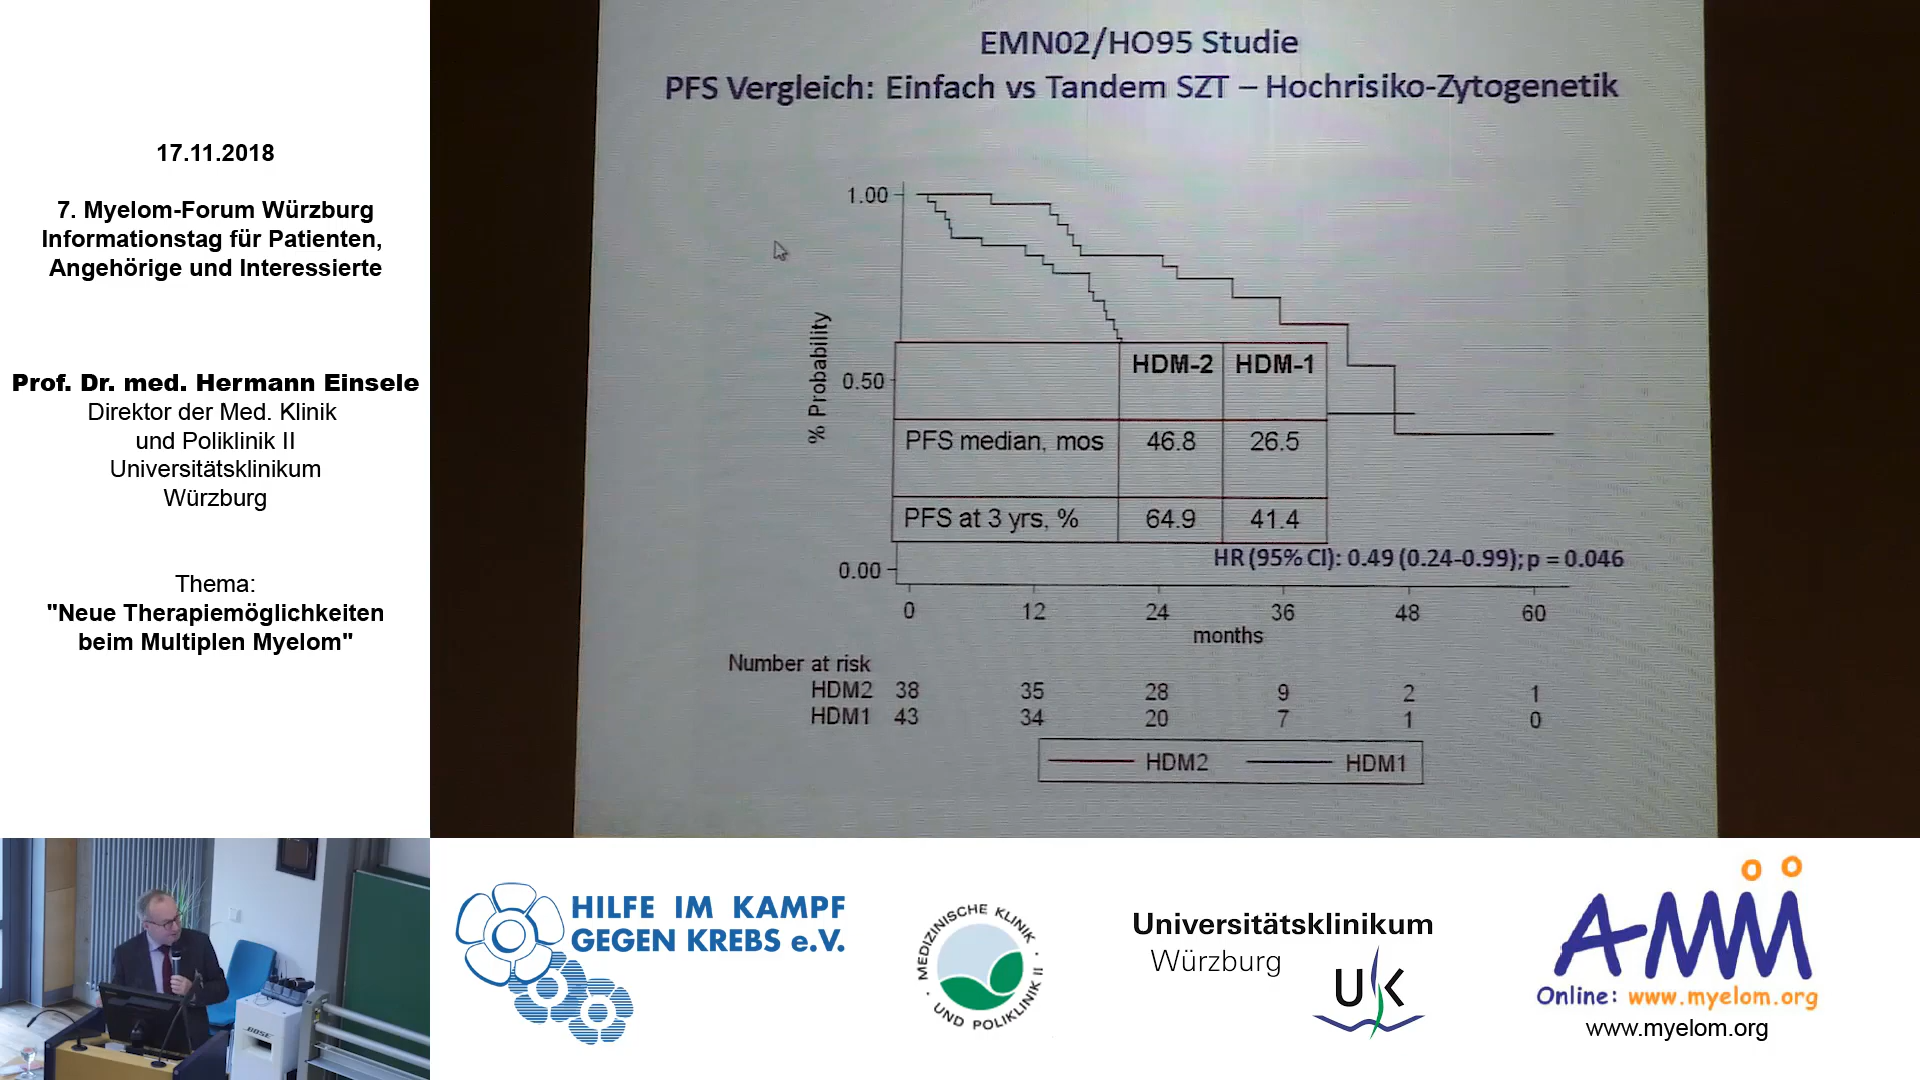 17.11.2018
7. Myelom-Forum Würzburg
Informationstag für Patienten,
Angehörige und Interessierte
Prof. Dr. med. Hermann Einsele
Direktor der Med. Klinik
und Poliklinik II
Universitätsklinikum
Würzburg
Thema:
"Neue Therapiemöglichkeiten
beim Multiplen Myelom"
EMN02/HO95 Studie
PFS Vergleich: Einfach vs Tandem SZT – Hochrisiko-Zytogenetik
1.00
0.50
0.00
% Probability
HDM-2 HDM-1
PFS median, mos 46.8 26.5
PFS at 3 yrs, % 64.9 41.4
HR (95% CI): 0.49 (0.24-0.99); p = 0.046
0 12 24 36 48 60
months
Number at risk
HDM2 38 35 28 9 2 1
HDM1 43 34 20 7 1 0
HDM2 HDM1
BOSE
HILFE IM KAMPF
GEGEN KREBS e.V.
MEDIZINISCHE KLINIK
UND POLIKLINIK II
Universitätsklinikum
Würzburg
UK
AMM
Online: www.myelom.org
www.myelom.org